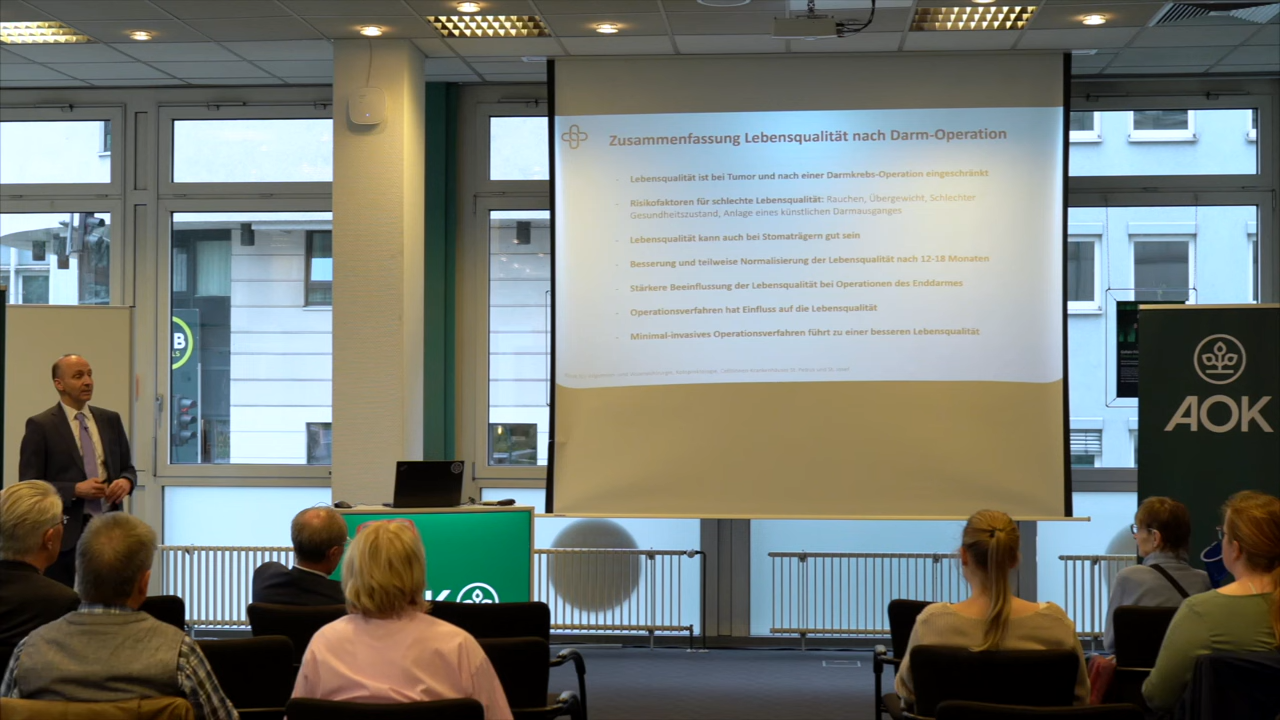 Zusammenfassung Lebensqualität nach Darm-Operation
- Lebensqualität ist bei Tumor und nach einer Darmkrebs-Operation eingeschränkt
- Risikofaktoren für schlechte Lebensqualität: Rauchen, Übergewicht, Schlechter
Gesundheitszustand, Anlage eines künstlichen Darmausganges
- Lebensqualität kann auch bei Stomaträgern gut sein
- Besserung und teilweise Normalisierung der Lebensqualität nach 12-18 Monaten
- Stärkere Beeinflussung der Lebensqualität bei Operationen des Enddarmes
- Operationsverfahren hat Einfluss auf die Lebensqualität
- Minimal-invasives Operationsverfahren führt zu einer besseren Lebensqualität
AOK
B
LS
K